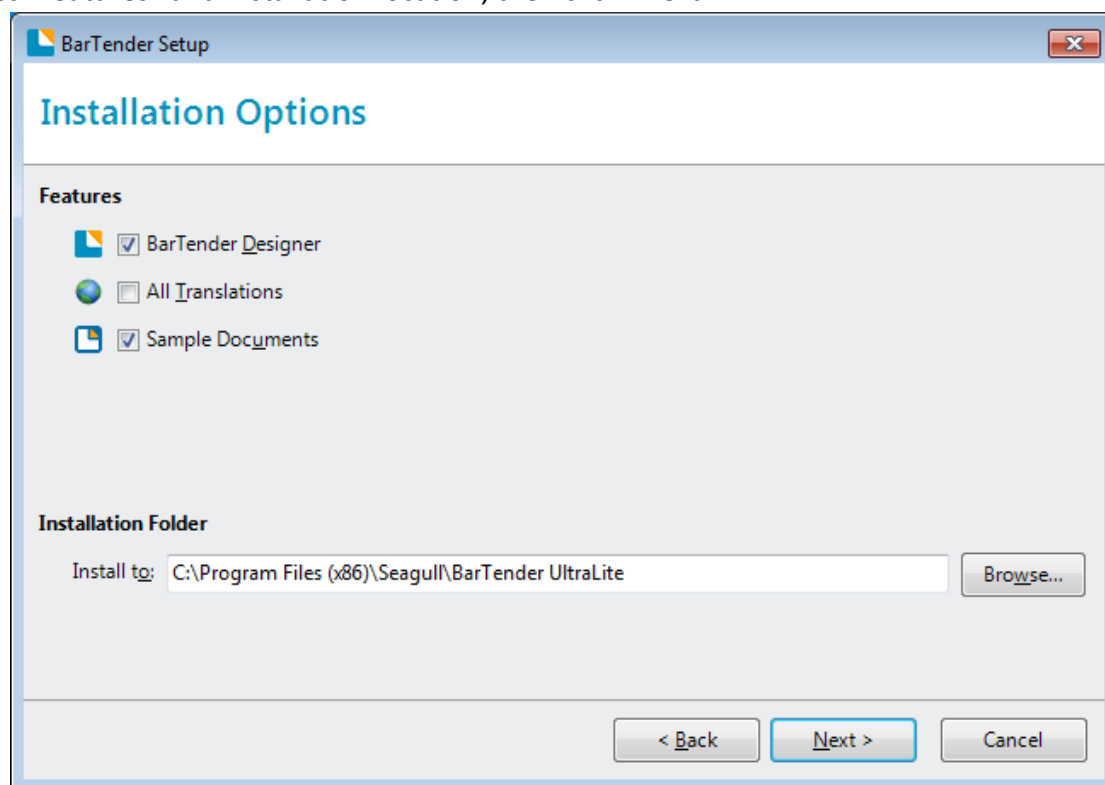 BarTender Setup
Installation Options
Features
BarTender Designer
All Translations
Sample Documents
Installation Folder
Install to: C:\Program Files (x86)\Seagull\BarTender UltraLite Browse...
< Back Next > Cancel